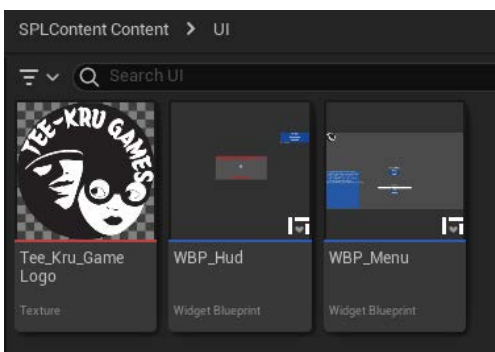 SPLContent Content > UI
Search UI
TEE-KRU GAMES
Tee_Kru_Game
Logo
Texture
WBP_Hud
Widget Blueprint
WBP_Menu
Widget Blueprint